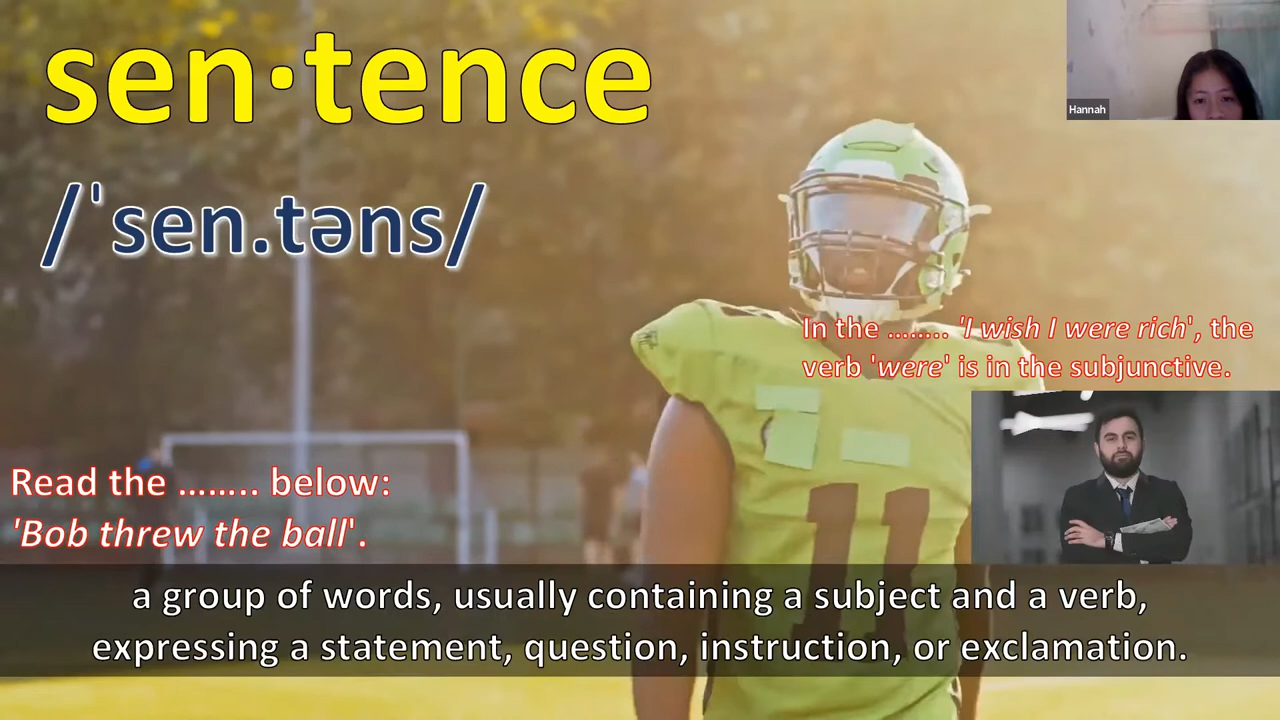 sen·tence
Hannah
/ˈsen.təns/
In the ........ 'I wish I were rich', the
verb 'were' is in the subjunctive.
Read the ........ below:
'Bob threw the ball'.
11
a group of words, usually containing a subject and a verb,
expressing a statement, question, instruction, or exclamation.